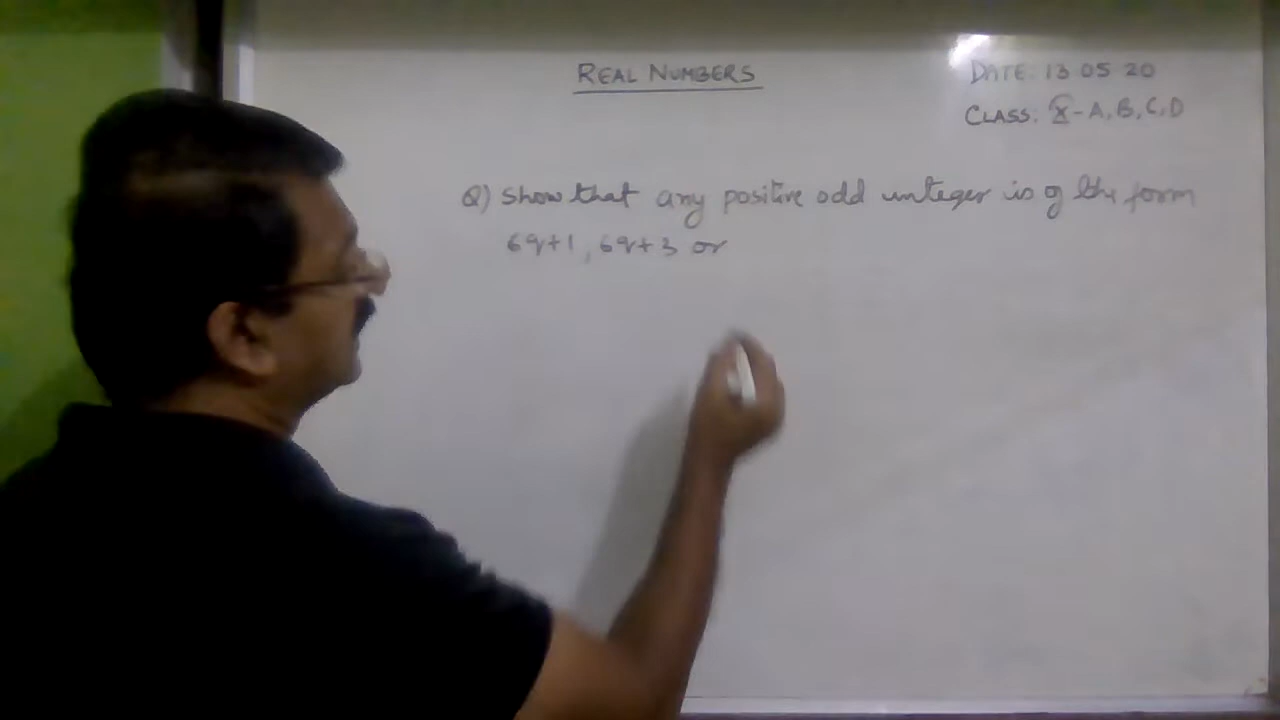 REAL NUMBERS
DATE: 13 05 20
CLASS: X - A, B, C, D
Q) Show that any positive odd integer is of the form
6q+1, 6q+3 or